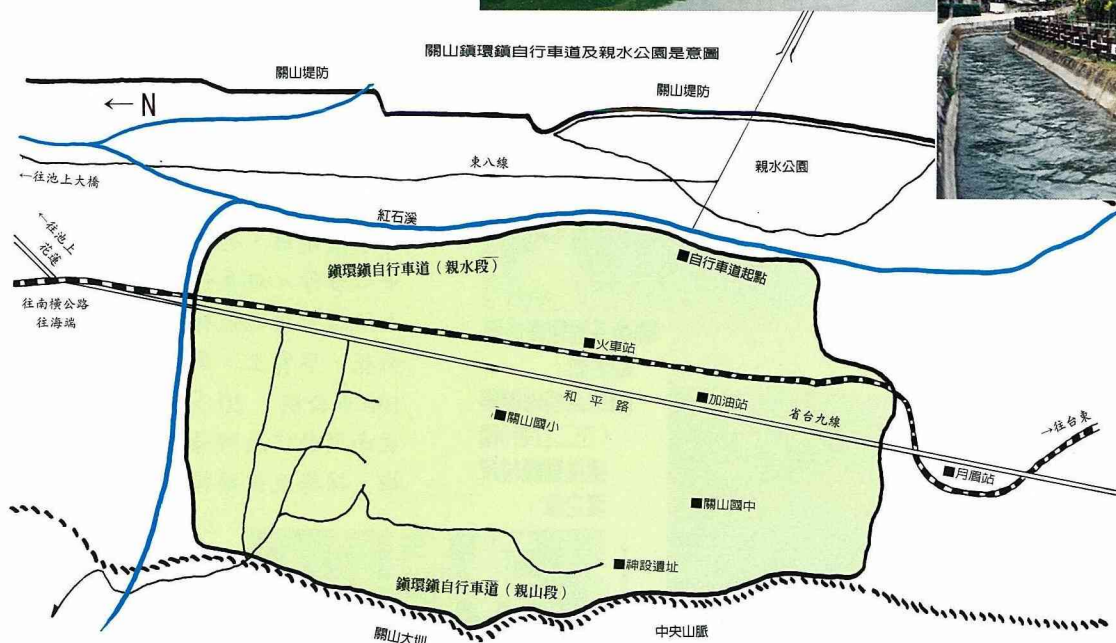 關山鎮環鎮自行車道及親水公園是意圖
關山堤防
關山堤防
← N
東八線
親水公園
←往池上大橋
紅石溪
←往池上
花蓮
鎮環鎮自行車道（親水段）
■自行車道起點
往南橫公路
往海端
■火車站
和平路
■加油站
省台九線
■關山國小
→往台東
■月眉站
■關山國中
■神設遺址
鎮環鎮自行車道（親山段）
關山大圳
中央山脈